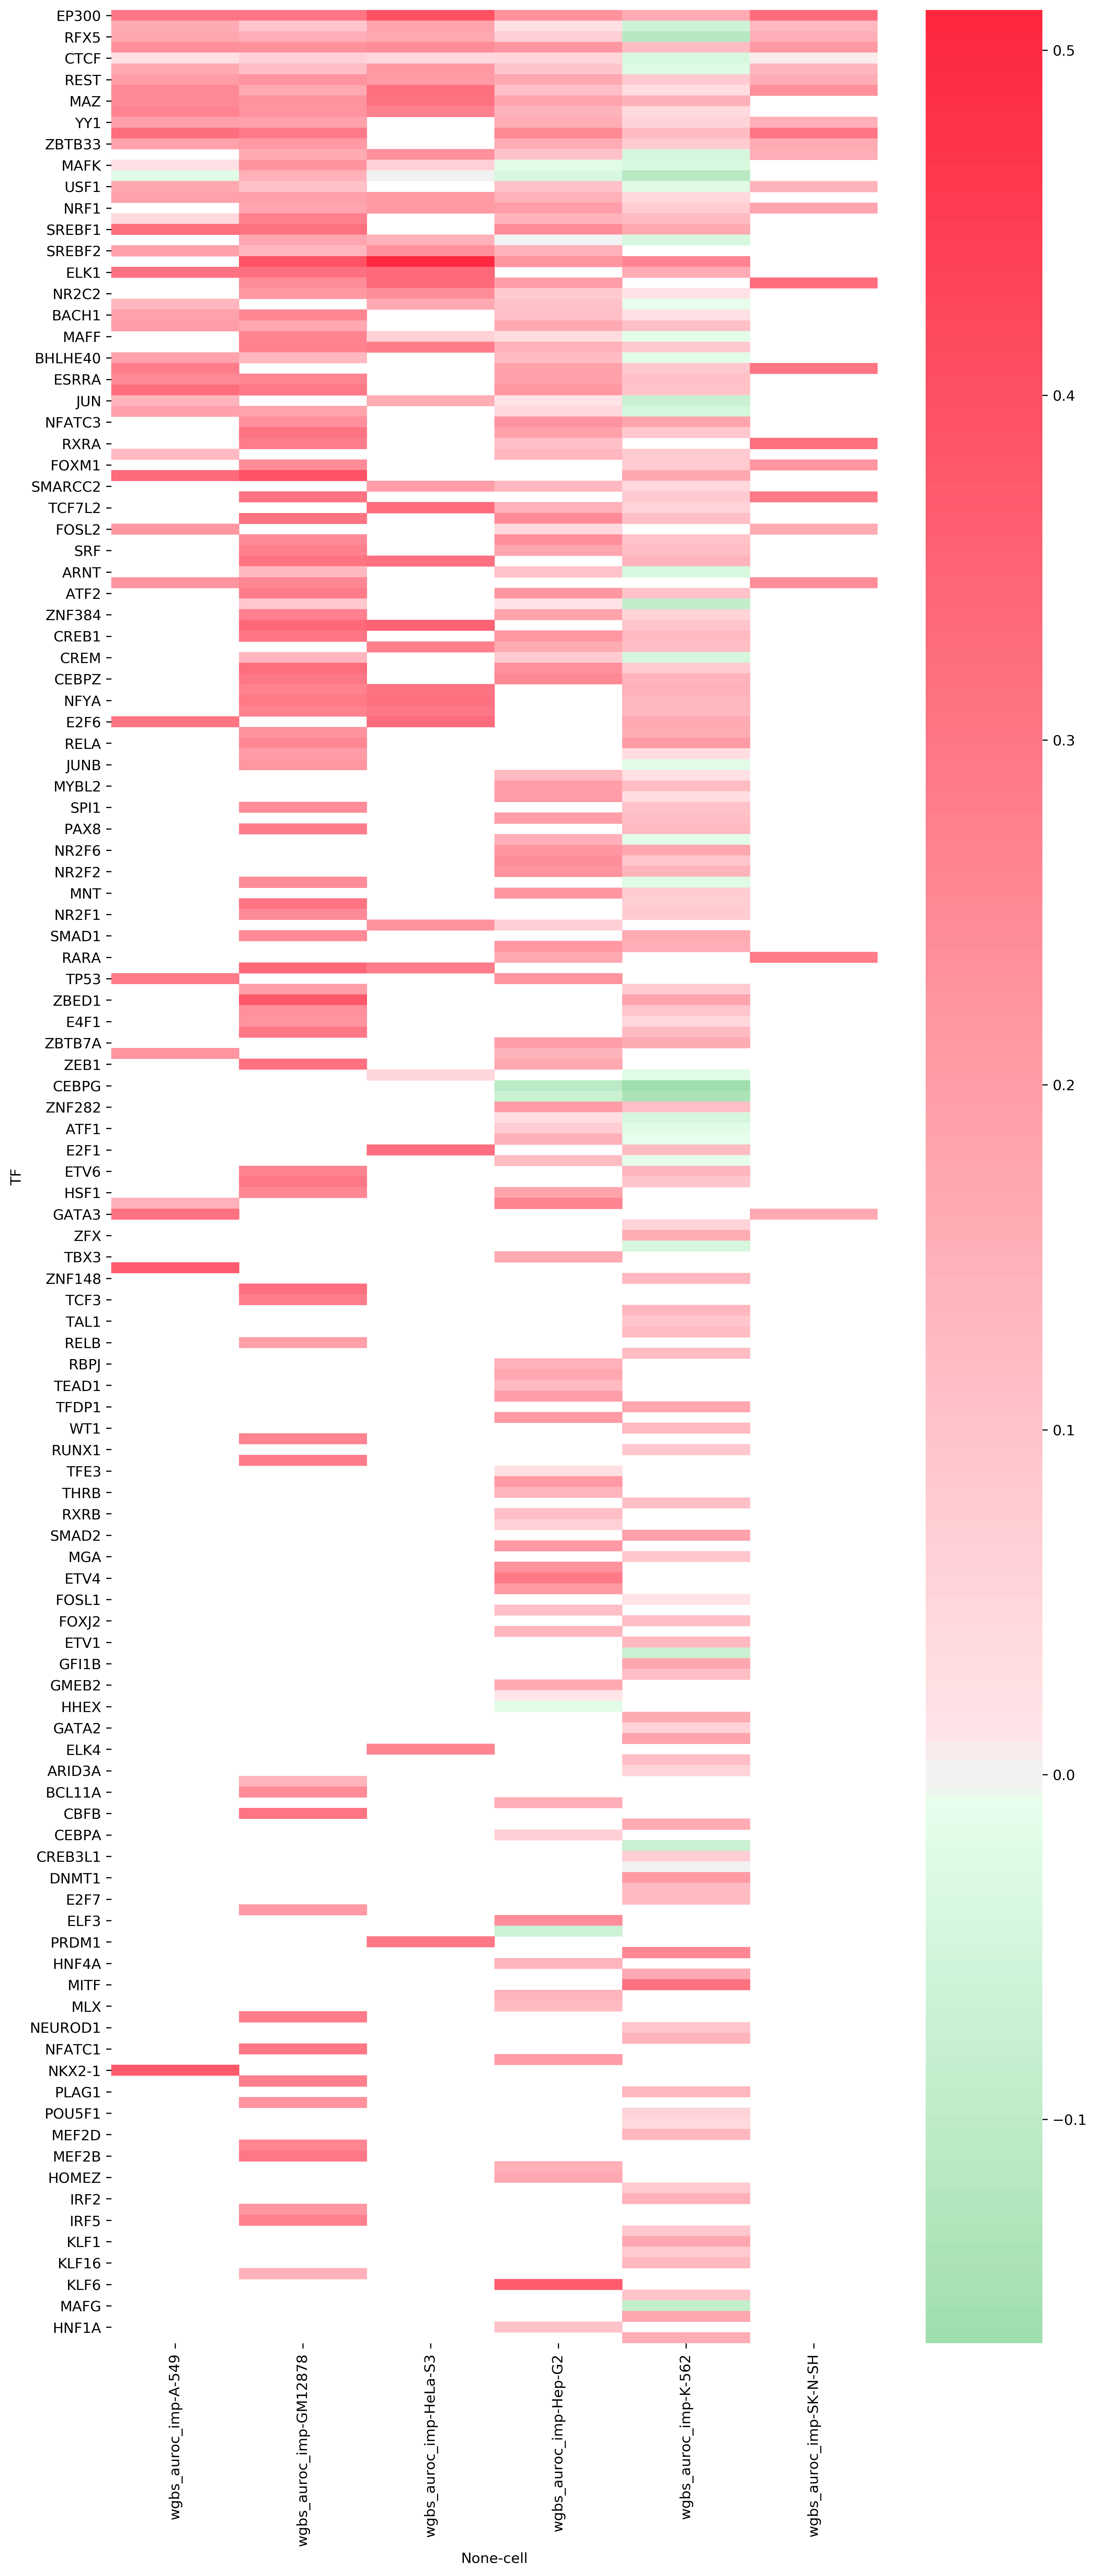 EP300
RFX5
CTCF
REST
MAZ
YY1
ZBTB33
MAFK
USF1
NRF1
SREBF1
SREBF2
ELK1
NR2C2
BACH1
MAFF
BHLHE40
ESRRA
JUN
NFATC3
RXRA
FOXM1
SMARCC2
TCF7L2
FOSL2
SRF
ARNT
ATF2
ZNF384
CREB1
CREM
CEBPZ
NFYA
E2F6
RELA
JUNB
MYBL2
SPI1
PAX8
NR2F6
NR2F2
MNT
NR2F1
SMAD1
RARA
TP53
ZBED1
E4F1
ZBTB7A
ZEB1
CEBPG
ZNF282
ATF1
E2F1
ETV6
HSF1
GATA3
ZFX
TBX3
ZNF148
TCF3
TAL1
RELB
RBPJ
TEAD1
TFDP1
WT1
RUNX1
TFE3
THRB
RXRB
SMAD2
MGA
ETV4
FOSL1
FOXJ2
ETV1
GFI1B
GMEB2
HHEX
GATA2
ELK4
ARID3A
BCL11A
CBFB
CEBPA
CREB3L1
DNMT1
E2F7
ELF3
PRDM1
HNF4A
MITF
MLX
NEUROD1
NFATC1
NKX2-1
PLAG1
POU5F1
MEF2D
MEF2B
HOMEZ
IRF2
IRF5
KLF1
KLF16
KLF6
MAFG
HNF1A
TF
wgbs_auroc_imp-A-549
wgbs_auroc_imp-GM12878
wgbs_auroc_imp-HeLa-S3
wgbs_auroc_imp-Hep-G2
wgbs_auroc_imp-K-562
wgbs_auroc_imp-SK-N-SH
None-cell
0.5
0.4
0.3
0.2
0.1
0.0
−0.1